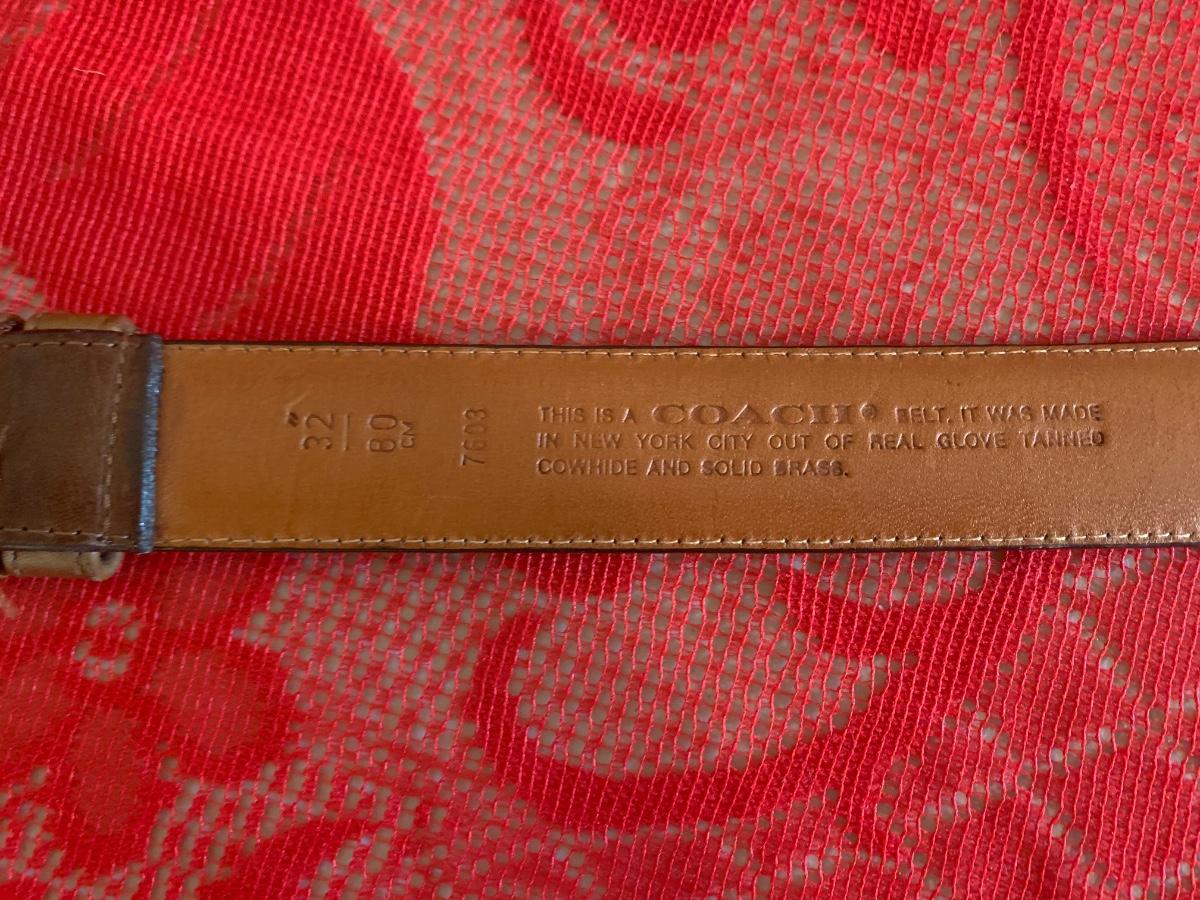 32"
80 CM
7603
THIS IS A COACH® BELT. IT WAS MADE
IN NEW YORK CITY OUT OF REAL GLOVE TANNED
COWHIDE AND SOLID BRASS.